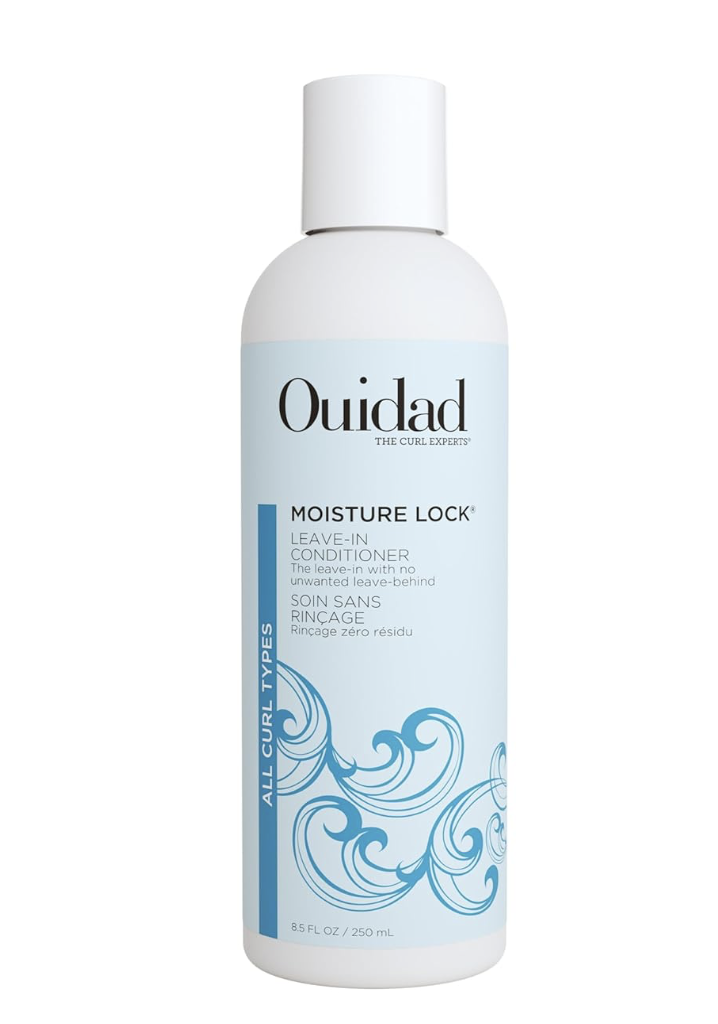 Ouidad
THE CURL EXPERTS®
MOISTURE LOCK®
LEAVE-IN
CONDITIONER
The leave-in with no
unwanted leave-behind
SOIN SANS
RINÇAGE
Rinçage zéro résidu
ALL CURL TYPES
8.5 FL OZ / 250 mL